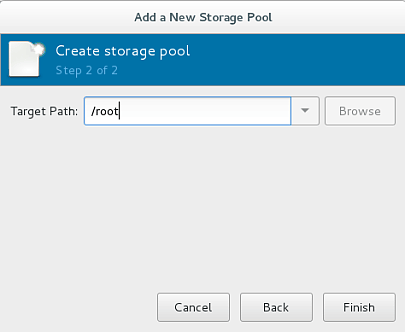 Add a New Storage Pool
Create storage pool
Step 2 of 2
Target Path: /root Browse
Cancel Back Finish